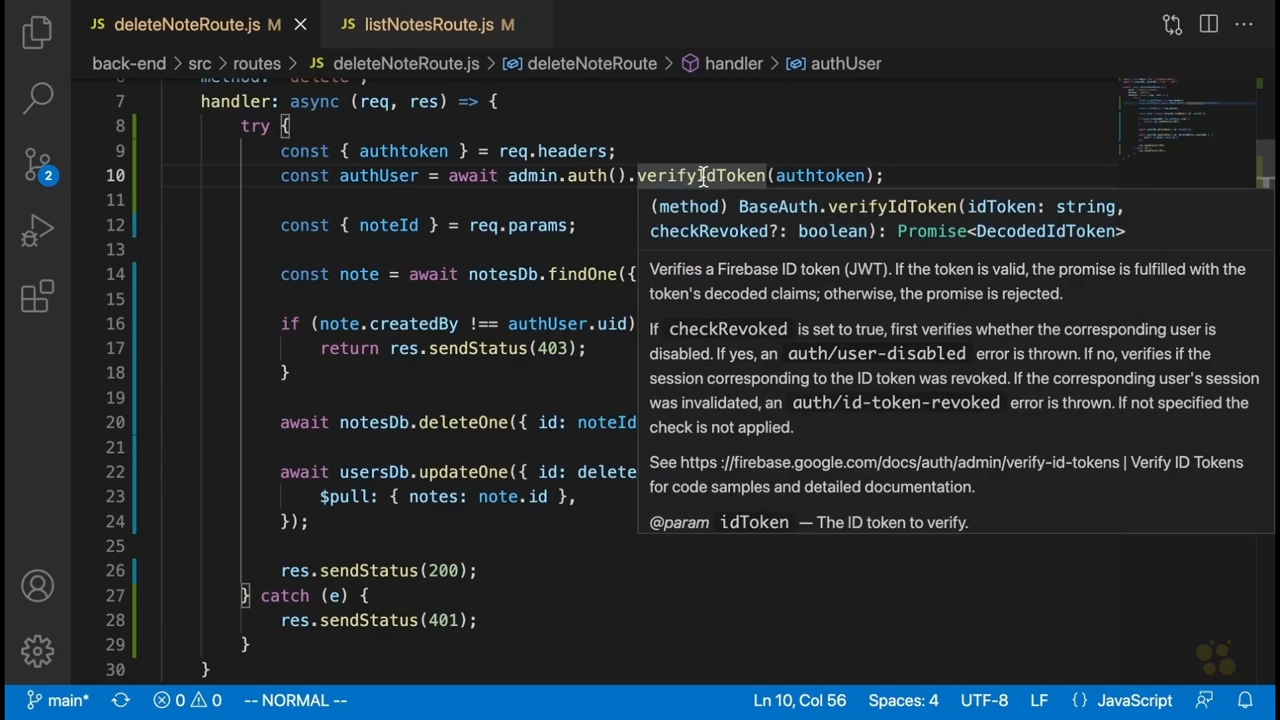 JS deleteNoteRoute.js M
JS listNotesRoute.js M
back-end > src > routes > JS deleteNoteRoute.js > deleteNoteRoute > handler > authUser
7 handler: async (req, res) => {
8 try {
9 const { authtoken } = req.headers;
10 const authUser = await admin.auth().verifyIdToken(authtoken);
11
12 const { noteId } = req.params;
13
14 const note = await notesDb.findOne({
15
16 if (note.createdBy !== authUser.uid)
17 return res.sendStatus(403);
18 }
19
20 await notesDb.deleteOne({ id: noteId
21
22 await usersDb.updateOne({ id: delete
23 $pull: { notes: note.id },
24 });
25
26 res.sendStatus(200);
27 } catch (e) {
28 res.sendStatus(401);
29 }
30 }
(method) BaseAuth.verifyIdToken(idToken: string,
checkRevoked?: boolean): Promise<DecodedIdToken>
Verifies a Firebase ID token (JWT). If the token is valid, the promise is fulfilled with the
token's decoded claims; otherwise, the promise is rejected.
If checkRevoked is set to true, first verifies whether the corresponding user is
disabled. If yes, an auth/user-disabled error is thrown. If no, verifies if the
session corresponding to the ID token was revoked. If the corresponding user's session
was invalidated, an auth/id-token-revoked error is thrown. If not specified the
check is not applied.
See https ://firebase.google.com/docs/auth/admin/verify-id-tokens | Verify ID Tokens
for code samples and detailed documentation.
@param idToken — The ID token to verify.
2
main* 0 0 -- NORMAL -- Ln 10, Col 56 Spaces: 4 UTF-8 LF {} JavaScript